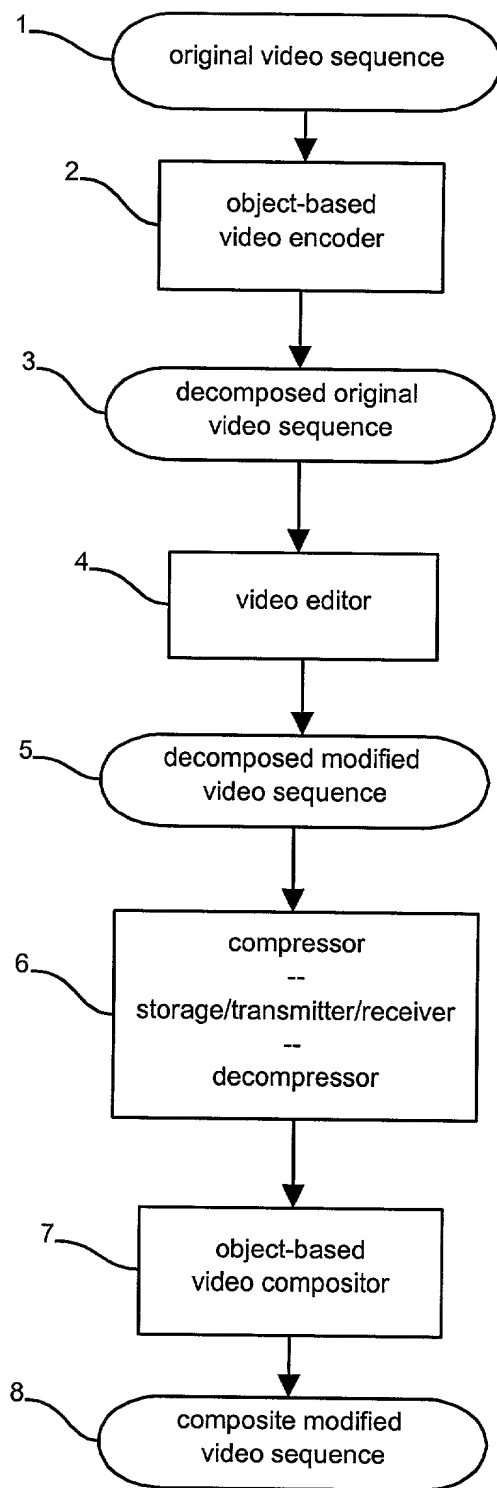 1
original video sequence
2
object-based
video encoder
3
decomposed original
video sequence
4
video editor
5
decomposed modified
video sequence
6
compressor
--
storage/transmitter/receiver
--
decompressor
7
object-based
video compositor
8
composite modified
video sequence